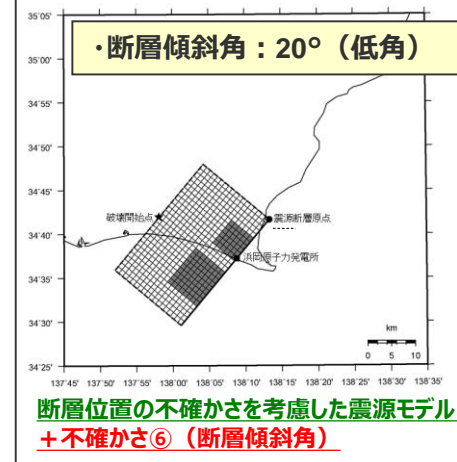 ・断層傾斜角：20°（低角）
35°05'
35°00'
34°55'
34°50'
34°45'
34°40'
34°35'
34°30'
34°25'
破壊開始点
震源断層原点
浜岡原子力発電所
km
0 5 10
137°45' 137°50' 137°55' 138°00' 138°05' 138°10' 138°15' 138°20' 138°25' 138°30' 138°35'
断層位置の不確かさを考慮した震源モデル
＋不確かさ⑥（断層傾斜角）